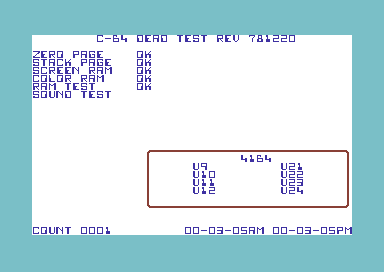 C-64 DEAD TEST REV 781220
ZERO PAGE OK
STACK PAGE OK
SCREEN RAM OK
COLOR RAM OK
RAM TEST OK
SOUND TEST
4164
U9 U21
U10 U22
U11 U23
U12 U24
COUNT 0001 00-03-05AM 00-03-05PM